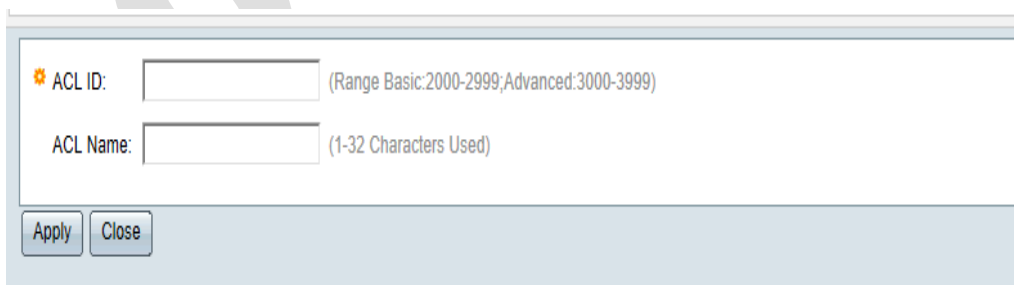 ACL ID: (Range Basic:2000-2999;Advanced:3000-3999)
ACL Name: (1-32 Characters Used)
Apply Close